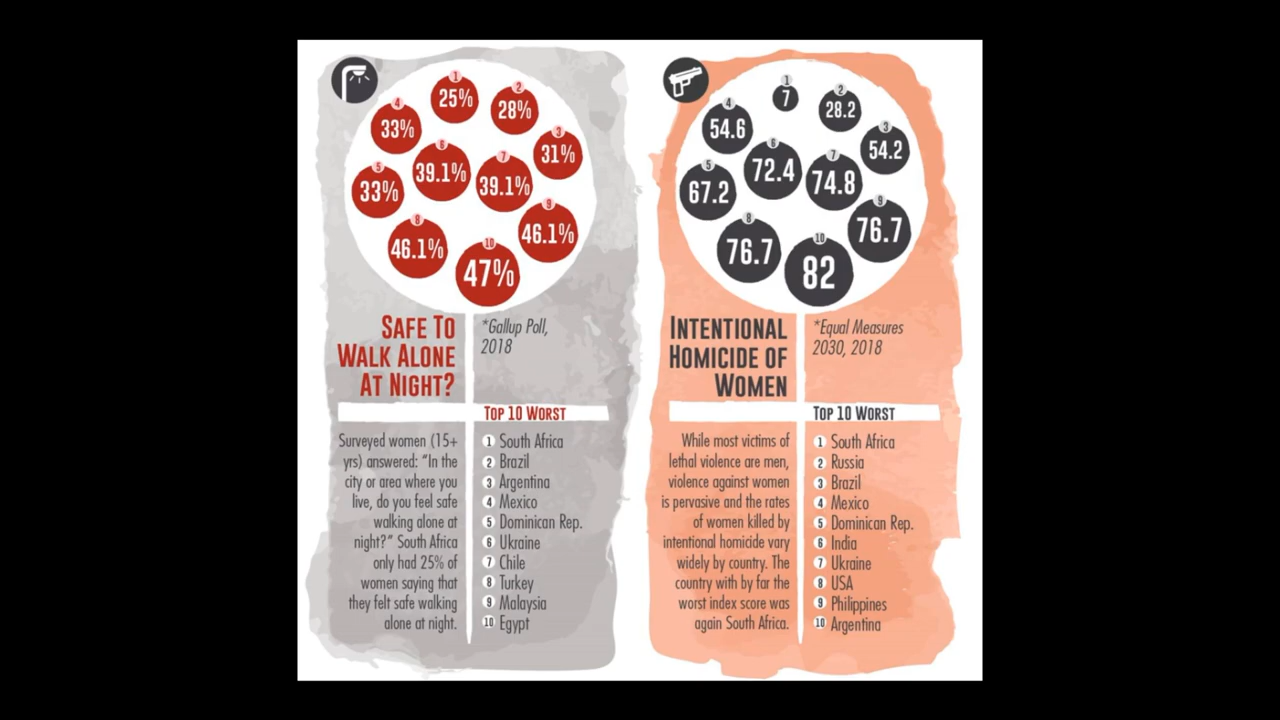 1
25%
2
28%
3
31%
4
33%
5
33%
6
39.1%
7
39.1%
8
46.1%
9
46.1%
10
47%
SAFE TO
WALK ALONE
AT NIGHT?
*Gallup Poll,
2018
TOP 10 WORST
Surveyed women (15+
yrs) answered: "In the
city or area where you
live, do you feel safe
walking alone at
night?" South Africa
only had 25% of
women saying that
they felt safe walking
alone at night.
1 South Africa
2 Brazil
3 Argentina
4 Mexico
5 Dominican Rep.
6 Ukraine
7 Chile
8 Turkey
9 Malaysia
10 Egypt
1
7
2
28.2
3
54.2
4
54.6
5
67.2
6
72.4
7
74.8
8
76.7
9
76.7
10
82
INTENTIONAL
HOMICIDE OF
WOMEN
*Equal Measures
2030, 2018
TOP 10 WORST
While most victims of
lethal violence are men,
violence against women
is pervasive and the rates
of women killed by
intentional homicide vary
widely by country. The
country with by far the
worst index score was
again South Africa.
1 South Africa
2 Russia
3 Brazil
4 Mexico
5 Dominican Rep.
6 India
7 Ukraine
8 USA
9 Philippines
10 Argentina